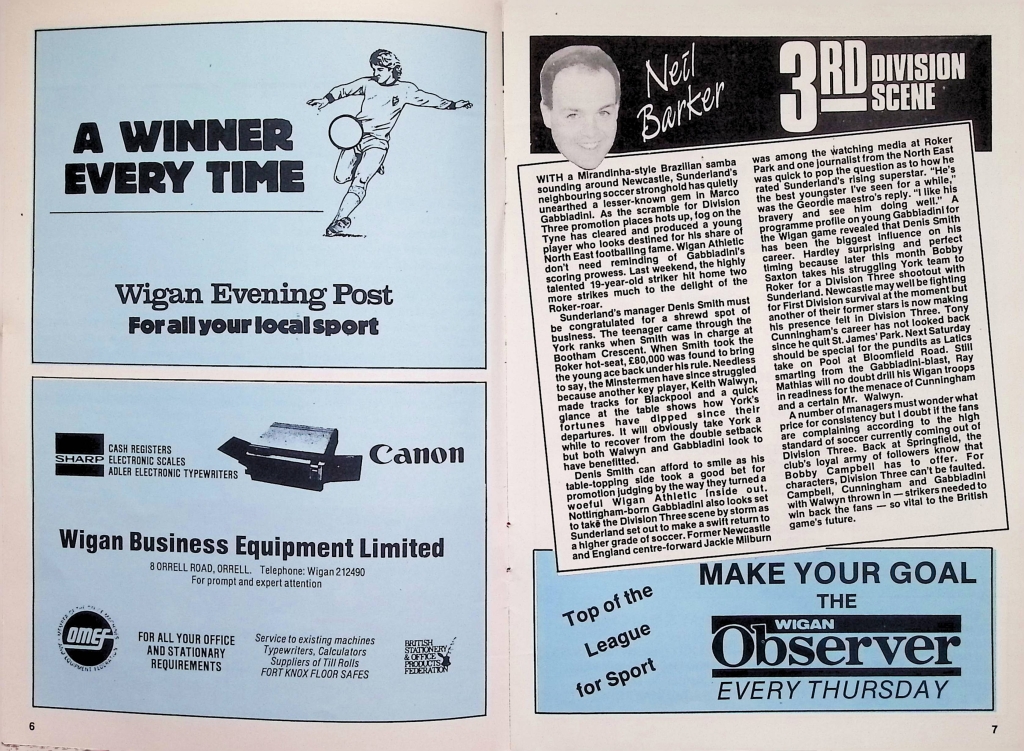 A WINNER
EVERY TIME
Wigan Evening Post
For all your local sport
SHARP
CASH REGISTERS
ELECTRONIC SCALES
ADLER ELECTRONIC TYPEWRITERS
Canon
Wigan Business Equipment Limited
8 ORRELL ROAD, ORRELL. Telephone: Wigan 212490
For prompt and expert attention
OMEF
FOR ALL YOUR OFFICE
AND STATIONARY
REQUIREMENTS
Service to existing machines
Typewriters, Calculators
Suppliers of Till Rolls
FORT KNOX FLOOR SAFES
BRITISH
STATIONERY
& OFFICE
PRODUCTS
FEDERATION
6
Neil
Barker
3RD DIVISION
SCENE
WITH a Mirandinha-style Brazilian samba
sounding around Newcastle, Sunderland's
neighbouring soccer stronghold has quietly
unearthed a lesser-known gem in Marco
Gabbladini. As the scramble for Division
Three promotion places hots up, fog on the
Tyne has cleared and produced a young
player who looks destined for his share of
North East footballing fame. Wigan Athletic
don't need reminding of Gabbiadini's
scoring prowess. Last weekend, the highly
talented 19-year-old striker hit home two
more strikes much to the delight of the
Roker-roar.
Sunderland's manager Denis Smith must
be congratulated for a shrewd spot of
business. The teenager came through the
York ranks when Smith was in charge at
Bootham Crescent. When Smith took the
Roker hot-seat, £80,000 was found to bring
the young ace back under his rule. Needless
to say, the Minstermen have since struggled
because another key player, Keith Walwyn,
made tracks for Blackpool and a quick
glance at the table shows how York's
fortunes have dipped since their
departures. It will obviously take York a
while to recover from the double setback
but both Walwyn and Gabbladini look to
have benefitted.
Denis Smith can afford to smile as his
table-topping side took a good bet for
promotion judging by the way they turned a
woeful Wigan Athletic inside out.
Nottingham-born Gabbladini also looks set
to take the Division Three scene by storm as
Sunderland set out to make a swift return to
a higher grade of soccer. Former Newcastle
and England centre-forward Jackie Milburn
was among the watching media at Roker
Park and one journalist from the North East
was quick to pop the question as to how he
rated Sunderland's rising superstar. "He's
the best youngster I've seen for a while,"
was the Geordie maestro's reply. "I like his
bravery and see him doing well." A
programme profile on young Gabbladini for
the Wigan game revealed that Denis Smith
has been the biggest influence on his
career. Hardly surprising and perfect
timing because later this month Bobby
Saxton takes his struggling York team to
Roker for a Division Three shootout with
Sunderland. Newcastle may well be fighting
for First Division survival at the moment but
another of their former stars is now making
his presence felt in Division Three. Tony
Cunningham's career has not looked back
since he quit St. James' Park. Next Saturday
should be special for the pundits as Latics
take on Pool at Bloomfield Road. Still
smarting from the Gabbladini-blast, Ray
Mathias will no doubt drill his Wigan troops
in readiness for the menace of Cunningham
and a certain Mr. Walwyn.
A number of managers must wonder what
price for consistency but I doubt if the fans
are complaining according to the high
standard of soccer currently coming out of
Division Three. Back at Springfield, the
club's loyal army of followers know that
Bobby Campbell has to offer. For
characters, Division Three can't be faulted.
Campbell, Cunningham and Gabbladini
with Walwyn thrown in — strikers needed to
win back the fans — so vital to the British
game's future.
Top of the
League
for Sport
MAKE YOUR GOAL
THE
WIGAN
Observer
EVERY THURSDAY
7